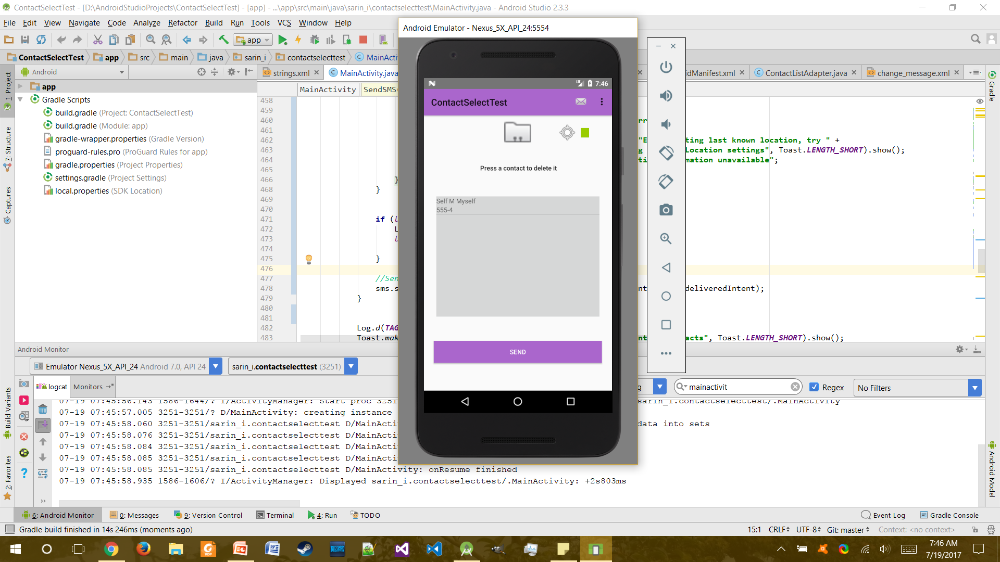 ContactSelectTest - [D:\AndroidStudioProjects\ContactSelectTest] - [app] - ...\app\src\main\java\sarin_i\contactselecttest\MainActivity.java - Android Studio 2.3.3
File Edit View Navigate Code Analyze Refactor Build Run Tools VCS Window Help
app
ContactSelectTest app src main java sarin_i contactselecttest MainActi
Android
strings.xml MainActivity.java idManifest.xml ContactListAdapter.java change_message.xml
1: Project
7: Structure
Captures
Build Variants
2: Favorites
app
Gradle Scripts
build.gradle (Project: ContactSelectTest)
build.gradle (Module: app)
gradle-wrapper.properties (Gradle Version)
proguard-rules.pro (ProGuard Rules for app)
gradle.properties (Project Properties)
settings.gradle (Project Settings)
local.properties (SDK Location)
MainActivity SendSMS
458
459
460 rr
461
462 "E ting last known location, try " +
463 g Location settings", Toast.LENGTH_SHORT).show();
464 ti mation unavailable";
465
466 }
468 }
469
470
471 if (l
472 L
473 l
474
475 }
476
477 //Sen
478 sms.s nt deliveredIntent);
479 }
480
481
482 Log.d(TAG
483 Toast.mak nt acts", Toast.LENGTH_SHORT).show();
Android Emulator - Nexus_5X_API_24:5554
LTE 7:46
ContactSelectTest
Press a contact to delete it
Self M Myself
555-4
SEND
Gradle
Android Model
Android Monitor
Emulator Nexus_5X_API_24 Android 7.0, API 24 sarin_i.contactselecttest (3251)
logcat Monitors g mainactivit Regex No Filters
07-19 07:45:56.143 1586-1644/? I/ActivityManager: Start proc 3251 sarin_i.contactselecttest/.MainActivity
07-19 07:45:57.005 3251-3251/? D/MainActivity: creating instance
07-19 07:45:58.060 3251-3251/sarin_i.contactselecttest D/MainActi data into sets
07-19 07:45:58.076 3251-3251/sarin_i.contactselecttest D/MainActi
07-19 07:45:58.084 3251-3251/sarin_i.contactselecttest D/MainActi
07-19 07:45:58.085 3251-3251/sarin_i.contactselecttest D/MainActi
07-19 07:45:58.085 3251-3251/sarin_i.contactselecttest D/MainActivity: onResume finished
07-19 07:45:58.935 1586-1606/? I/ActivityManager: Displayed sarin_i.contactselecttest/.MainActivity: +2s803ms
6: Android Monitor 0: Messages 9: Version Control Terminal 4: Run TODO Event Log Gradle Console
Gradle build finished in 14s 246ms (moments ago) 15:1 CRLF UTF-8 Git: master Context: <no context>
PDF
BLIZZARD
7:46 AM
7/19/2017